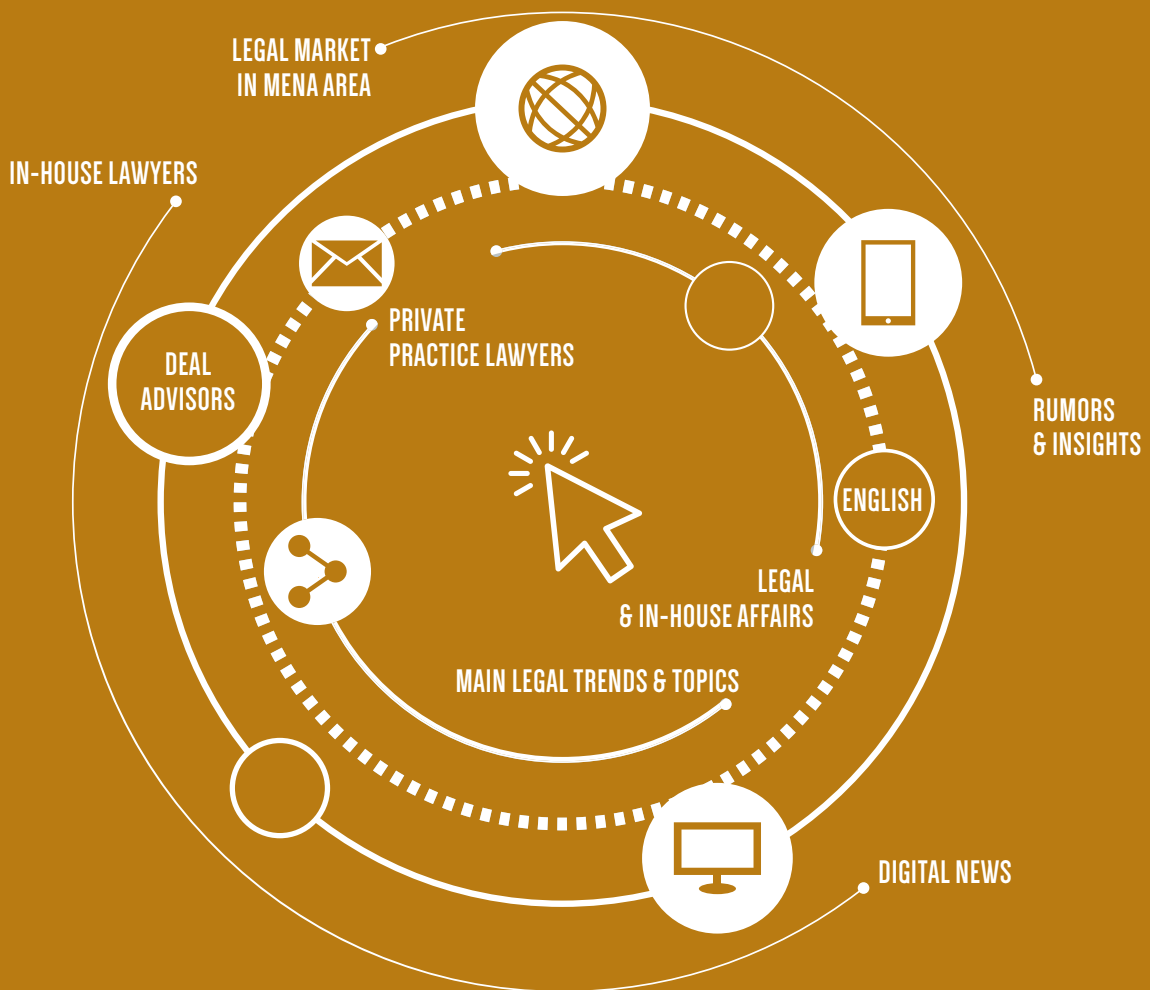 LEGAL MARKET
IN MENA AREA
IN-HOUSE LAWYERS
PRIVATE
PRACTICE LAWYERS
DEAL
ADVISORS
RUMORS
& INSIGHTS
ENGLISH
LEGAL
& IN-HOUSE AFFAIRS
MAIN LEGAL TRENDS & TOPICS
DIGITAL NEWS